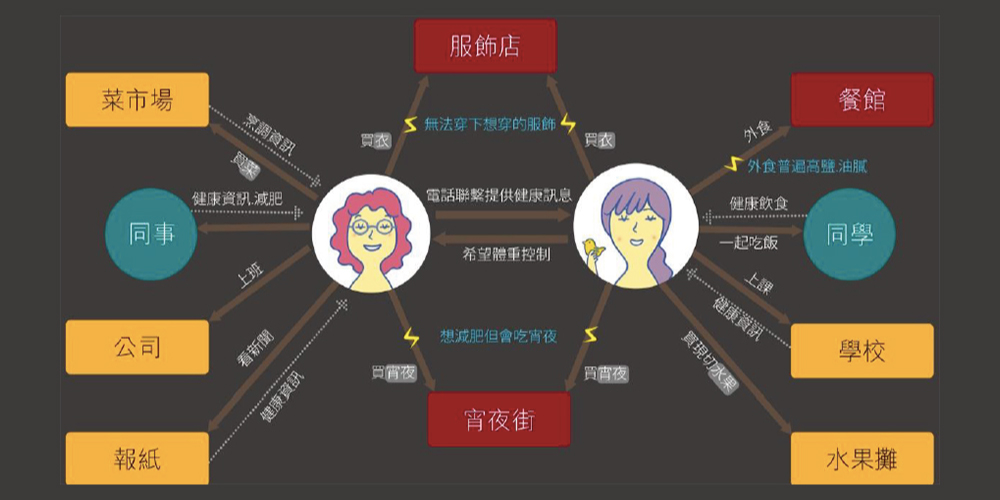 服飾店
菜市場
餐館
烹調資訊
買菜
買衣
無法穿下想穿的服飾
買衣
外食
外食普遍高鹽.油膩
健康資訊.減肥
同事
電話聯繫提供健康訊息
希望體重控制
健康飲食
一起吃飯
同學
上班
上課
健康資訊
公司
看新聞
想減肥但會吃宵夜
買現切水果
學校
健康資訊
買宵夜
買宵夜
宵夜街
報紙
水果攤